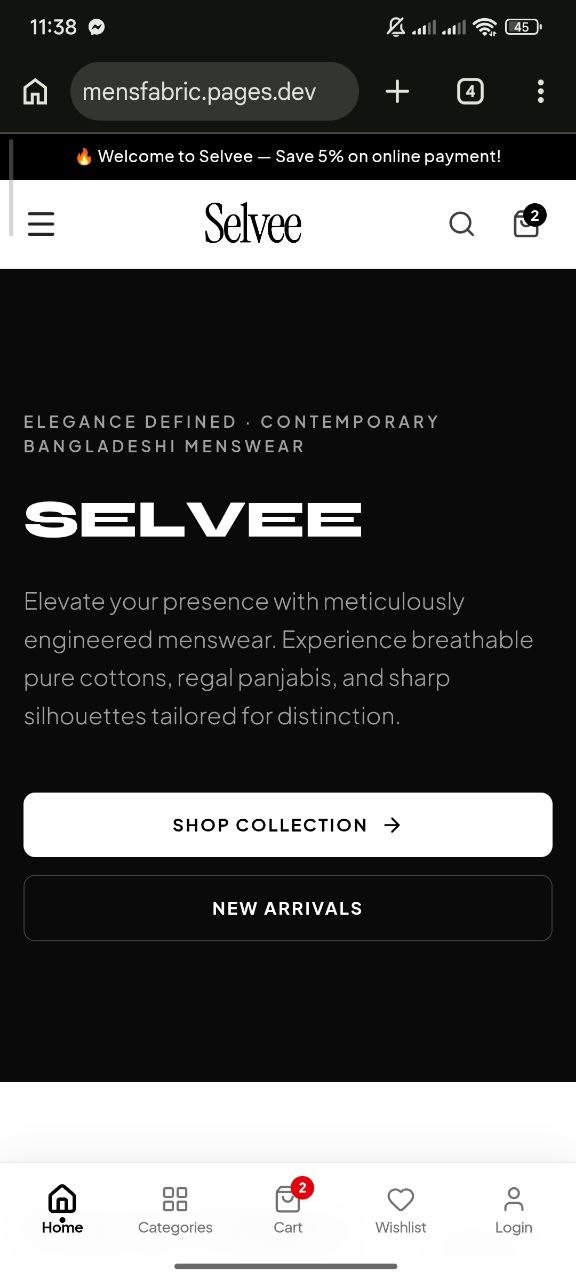 11:38
45
mensfabric.pages.dev
4
🔥 Welcome to Selvee — Save 5% on online payment!
Selvee
2
ELEGANCE DEFINED · CONTEMPORARY
BANGLADESHI MENSWEAR
SELVEE
Elevate your presence with meticulously
engineered menswear. Experience breathable
pure cottons, regal panjabis, and sharp
silhouettes tailored for distinction.
SHOP COLLECTION →
NEW ARRIVALS
2
Home Categories Cart Wishlist Login